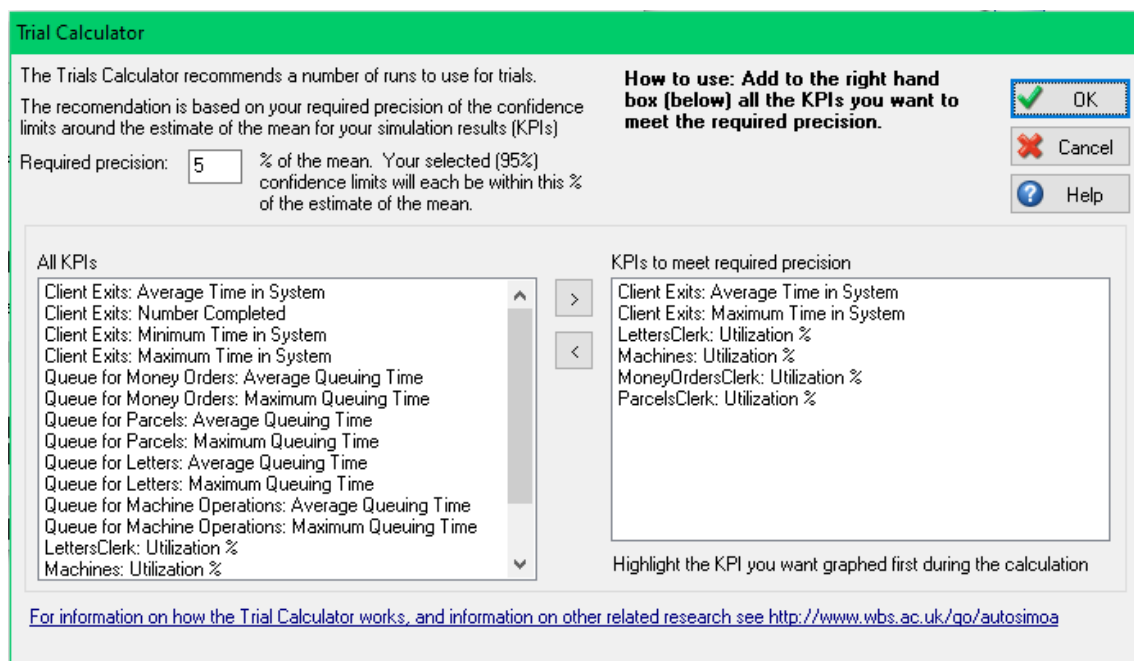 Trial Calculator
The Trials Calculator recommends a number of runs to use for trials.
The recomendation is based on your required precision of the confidence
limits around the estimate of the mean for your simulation results (KPIs)
Required precision: 5 % of the mean. Your selected (95%)
confidence limits will each be within this %
of the estimate of the mean.
How to use: Add to the right hand
box (below) all the KPIs you want to
meet the required precision.
OK
Cancel
Help
All KPIs
Client Exits: Average Time in System
Client Exits: Number Completed
Client Exits: Minimum Time in System
Client Exits: Maximum Time in System
Queue for Money Orders: Average Queuing Time
Queue for Money Orders: Maximum Queuing Time
Queue for Parcels: Average Queuing Time
Queue for Parcels: Maximum Queuing Time
Queue for Letters: Average Queuing Time
Queue for Letters: Maximum Queuing Time
Queue for Machine Operations: Average Queuing Time
Queue for Machine Operations: Maximum Queuing Time
LettersClerk: Utilization %
Machines: Utilization %
>
<
KPIs to meet required precision
Client Exits: Average Time in System
Client Exits: Maximum Time in System
LettersClerk: Utilization %
Machines: Utilization %
MoneyOrdersClerk: Utilization %
ParcelsClerk: Utilization %
Highlight the KPI you want graphed first during the calculation
For information on how the Trial Calculator works, and information on other related research see http://www.wbs.ac.uk/go/autosimoa